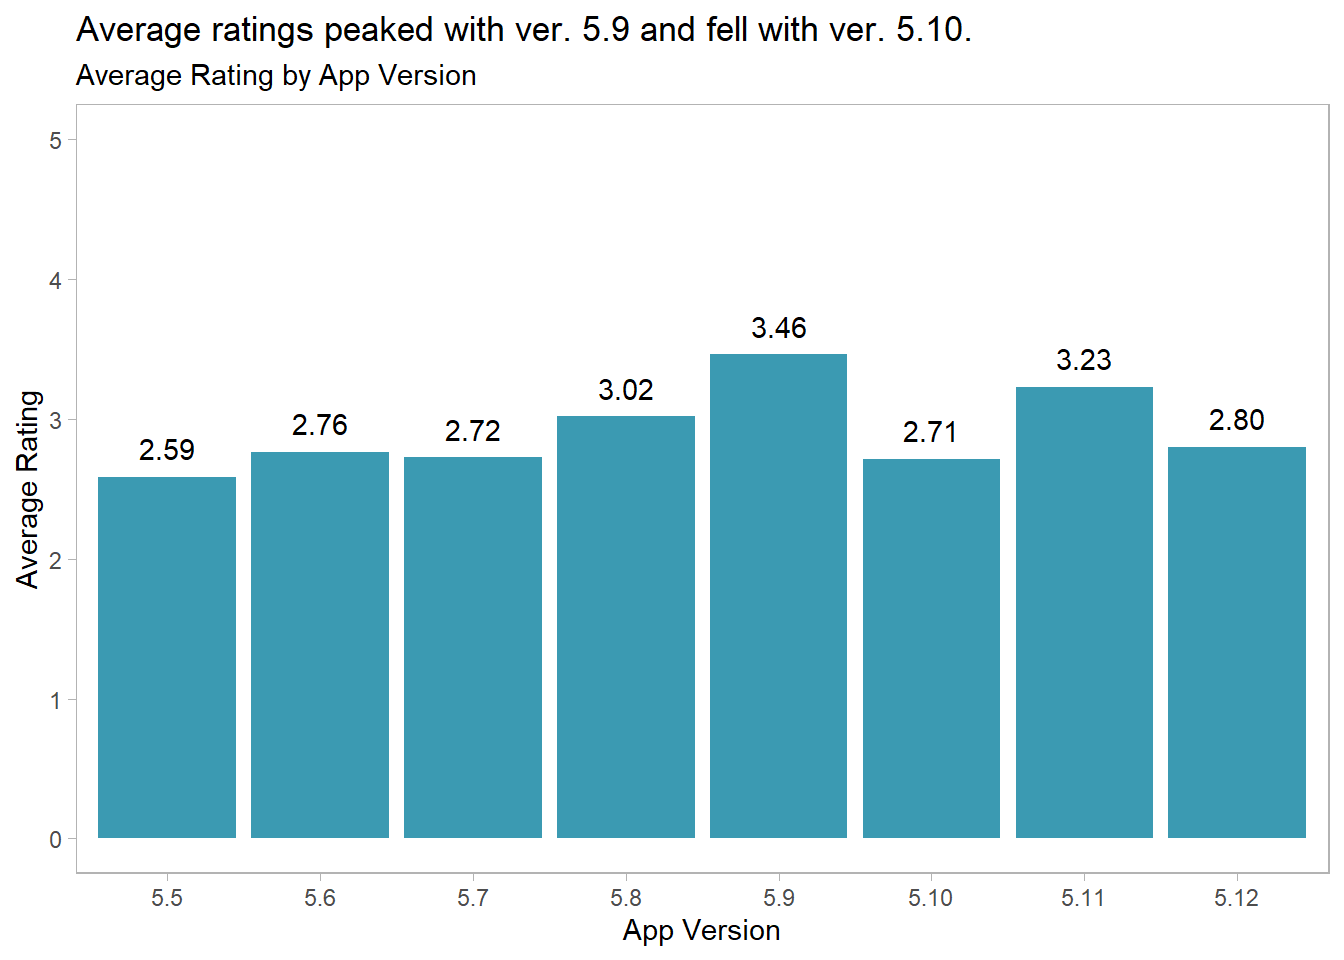 Average ratings peaked with ver. 5.9 and fell with ver. 5.10.
Average Rating by App Version
5
4
3
2
1
0
Average Rating
2.59
2.76
2.72
3.02
3.46
2.71
3.23
2.80
5.5 5.6 5.7 5.8 5.9 5.10 5.11 5.12
App Version